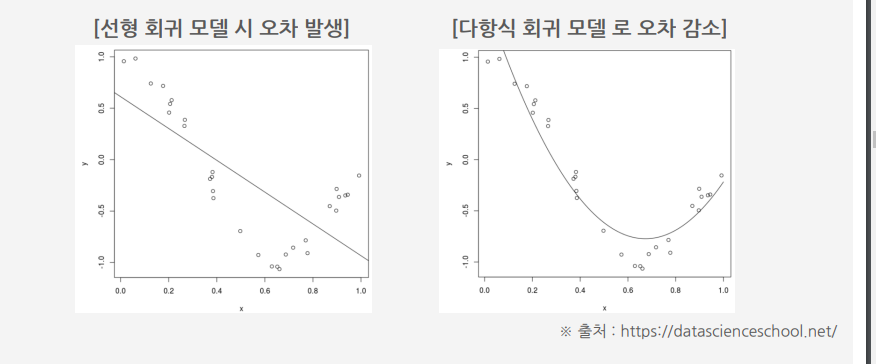 [선형 회귀 모델 시 오차 발생]
[다항식 회귀 모델 로 오차 감소]
1.0
0.5
0.0
-0.5
-1.0
y
0.0 0.2 0.4 0.6 0.8 1.0
x
1.0
0.5
0.0
-0.5
-1.0
y
0.0 0.2 0.4 0.6 0.8 1.0
x
※ 출처 : https://datascienceschool.net/